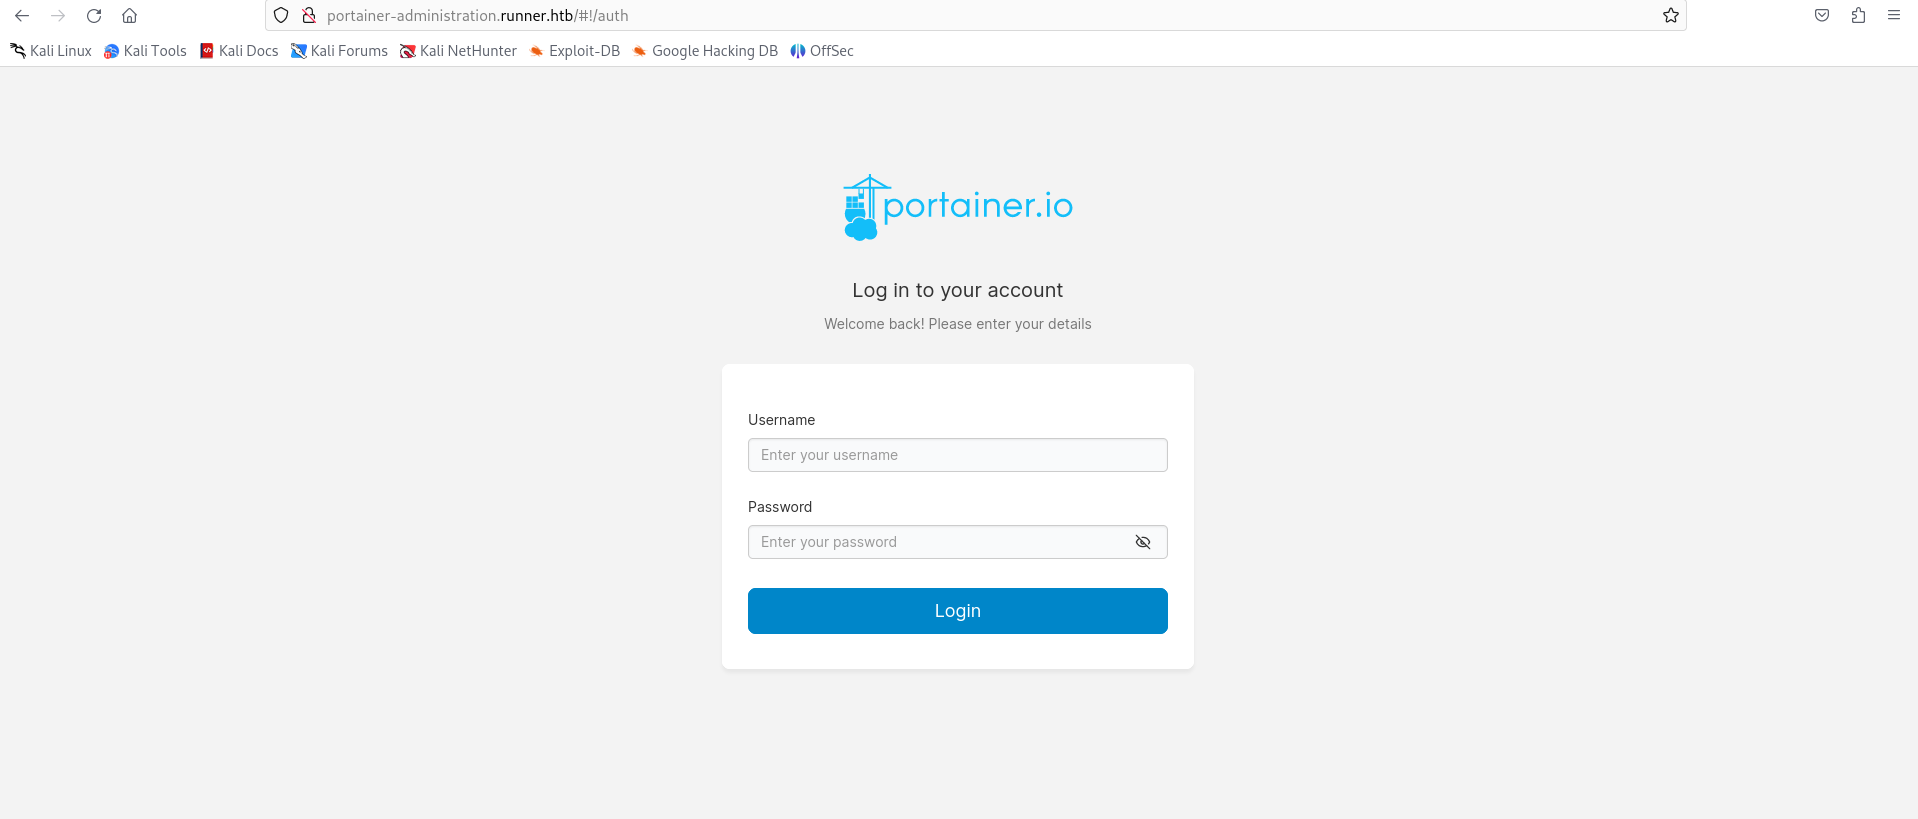 portainer-administration.runner.htb/#!/auth
Kali Linux Kali Tools Kali Docs Kali Forums Kali NetHunter Exploit-DB Google Hacking DB OffSec
portainer.io
Log in to your account
Welcome back! Please enter your details
Username
Enter your username
Password
Enter your password
Login